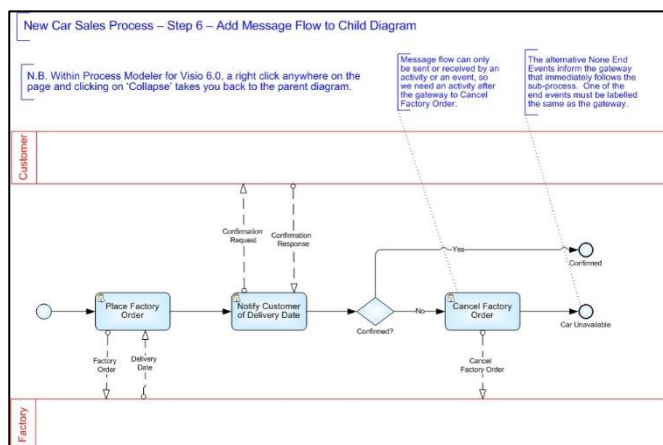 New Car Sales Process – Step 6 – Add Message Flow to Child Diagram
N.B. Within Process Modeler for Visio 6.0, a right click anywhere on the
page and clicking on 'Collapse' takes you back to the parent diagram.
Message flow can only
be sent or received by an
activity or an event, so
we need an activity after
the gateway to Cancel
Factory Order.
The alternative None End
Events inform the gateway
that immediately follows the
sub-process. One of the
end events must be labelled
the same as the gateway.
Customer
Confirmation
Request
Confirmation
Response
Yes
Confirmed
Place Factory
Order
Notify Customer
of Delivery Date
Confirmed?
No
Cancel Factory
Order
Car Unavailable
Factory
Order
Delivery
Date
Cancel
Factory Order
Factory